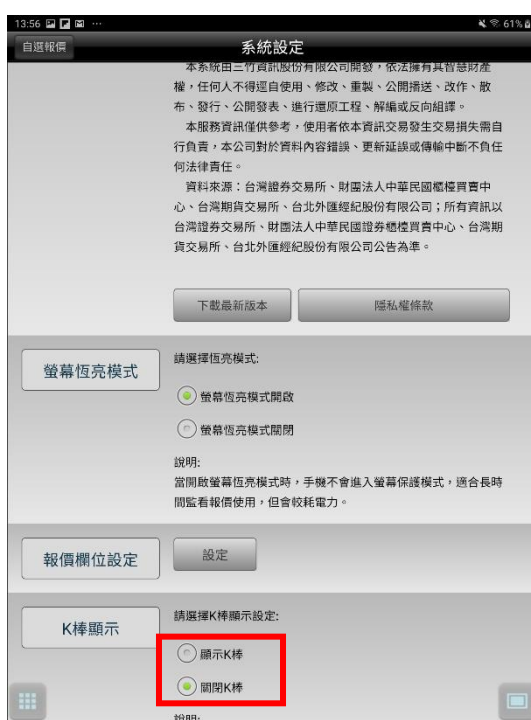 13:56 61%
自選報價 系統設定
本系統由三竹資訊股份有限公司開發，依法擁有其智慧財產
權，任何人不得逕自使用、修改、重製、公開播送、改作、散
布、發行、公開發表、進行還原工程、解編或反向組譯。
本服務資訊僅供參考，使用者依本資訊交易發生交易損失需自
行負責，本公司對於資料內容錯誤、更新延誤或傳輸中斷不負任
何法律責任。
資料來源：台灣證券交易所、財團法人中華民國櫃檯買賣中
心、台灣期貨交易所、台北外匯經紀股份有限公司；所有資訊以
台灣證券交易所、財團法人中華民國證券櫃檯買賣中心、台灣期
貨交易所、台北外匯經紀股份有限公司公告為準。
下載最新版本 隱私權條款
螢幕恆亮模式
請選擇恆亮模式:
螢幕恆亮模式開啟
螢幕恆亮模式關閉
說明:
當開啟螢幕恆亮模式時，手機不會進入螢幕保護模式，適合長時
間監看報價使用，但會較耗電力。
報價欄位設定 設定
K棒顯示
請選擇K棒顯示設定:
顯示K棒
關閉K棒
說明: